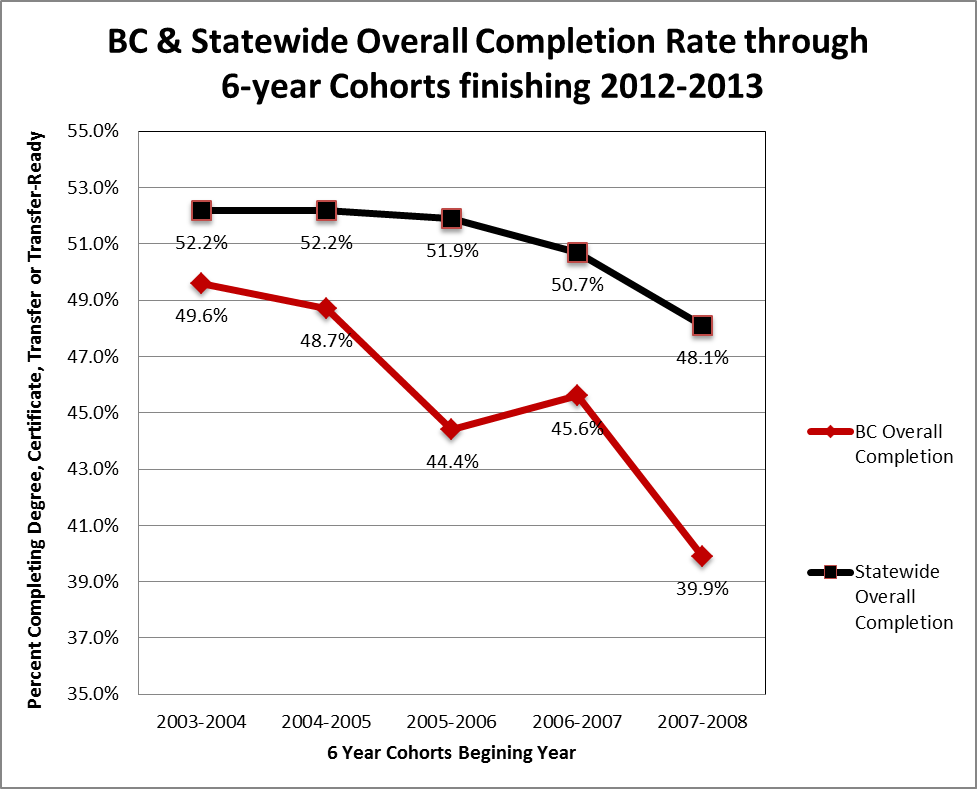 BC & Statewide Overall Completion Rate through
6-year Cohorts finishing 2012-2013
Percent Completing Degree, Certificate, Transfer or Transfer-Ready
55.0%
53.0%
51.0%
49.0%
47.0%
45.0%
43.0%
41.0%
39.0%
37.0%
35.0%
52.2%
52.2%
51.9%
50.7%
48.1%
49.6%
48.7%
44.4%
45.6%
39.9%
2003-2004
2004-2005
2005-2006
2006-2007
2007-2008
6 Year Cohorts Begining Year
BC Overall
Completion
Statewide
Overall
Completion